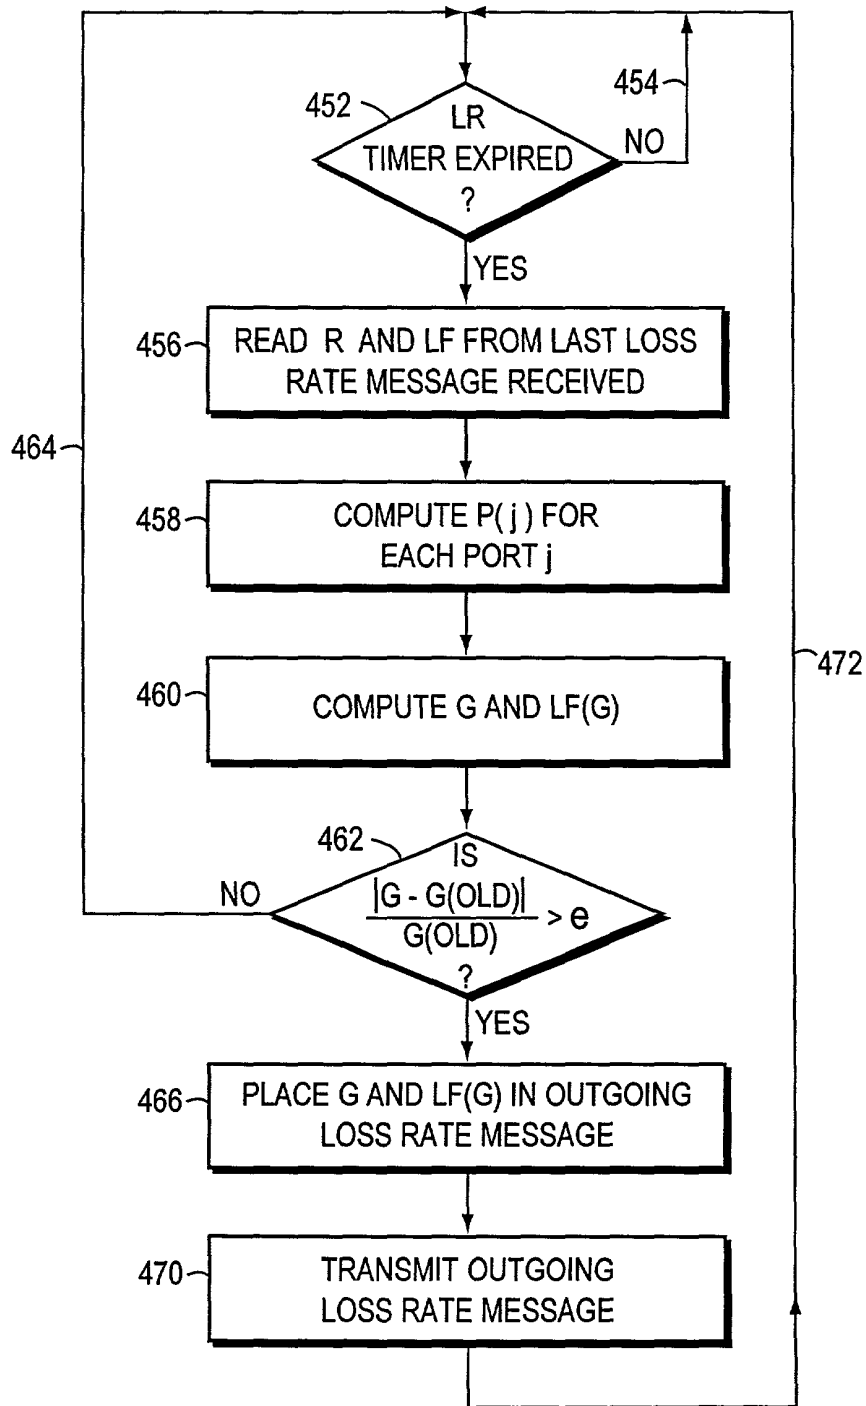 452
LR
TIMER EXPIRED
?
NO
454
YES
456
READ R AND LF FROM LAST LOSS
RATE MESSAGE RECEIVED
464
458
COMPUTE P( j ) FOR
EACH PORT j
472
460
COMPUTE G AND LF(G)
462
IS
|G - G(OLD)|
G(OLD)
> e
?
NO
YES
466
PLACE G AND LF(G) IN OUTGOING
LOSS RATE MESSAGE
470
TRANSMIT OUTGOING
LOSS RATE MESSAGE